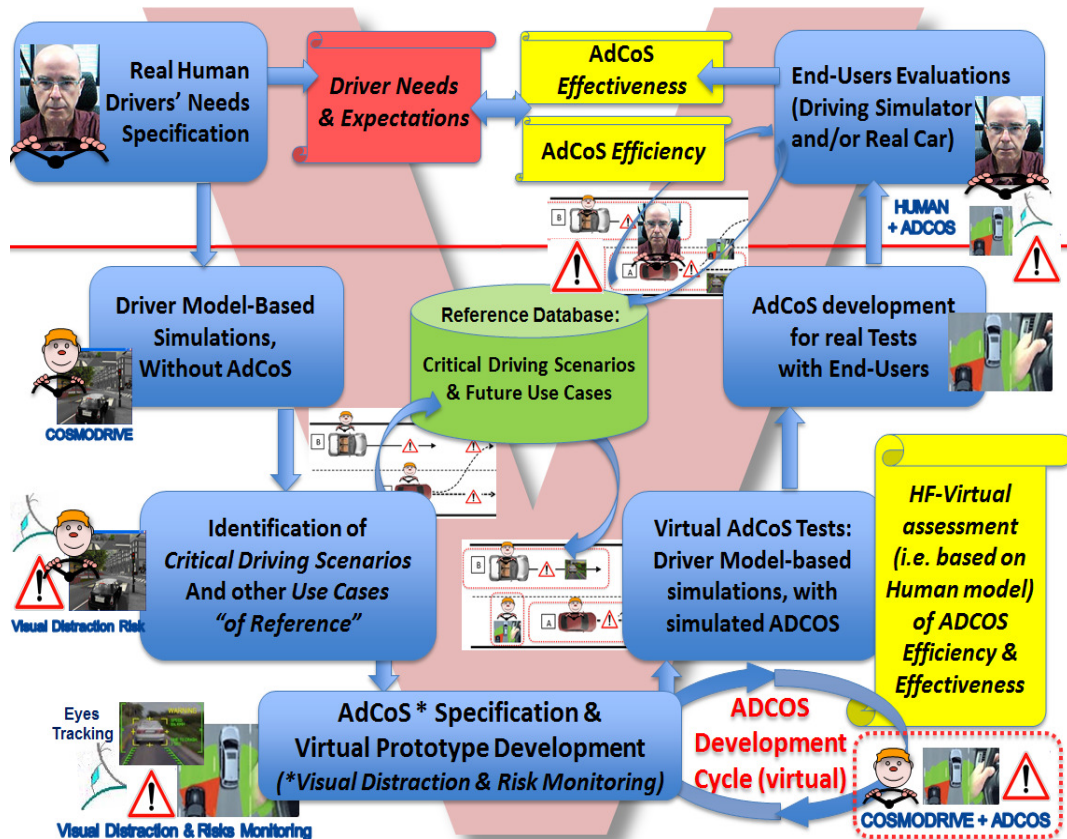 Real Human
Drivers' Needs
Specification
Driver Needs
& Expectations
AdCoS
Effectiveness
AdCoS Efficiency
End-Users Evaluations
(Driving Simulator
and/or Real Car)
HUMAN
+ ADCOS
B
A
Driver Model-Based
Simulations,
Without AdCoS
COSMODRIVE
Reference Database:
Critical Driving Scenarios
& Future Use Cases
AdCoS development
for real Tests
with End-Users
B
Identification of
Critical Driving Scenarios
And other Use Cases
"of Reference"
Visual Distraction Risk
B
A
Virtual AdCoS Tests:
Driver Model-based
simulations, with
simulated ADCOS
HF-Virtual
assessment
(i.e. based on
Human model)
of ADCOS
Efficiency &
Effectiveness
Eyes
Tracking
WARNING
AdCoS * Specification &
Virtual Prototype Development
(*Visual Distraction & Risk Monitoring)
ADCOS
Development
Cycle (virtual)
Visual Distraction & Risks Monitoring
COSMODRIVE + ADCOS